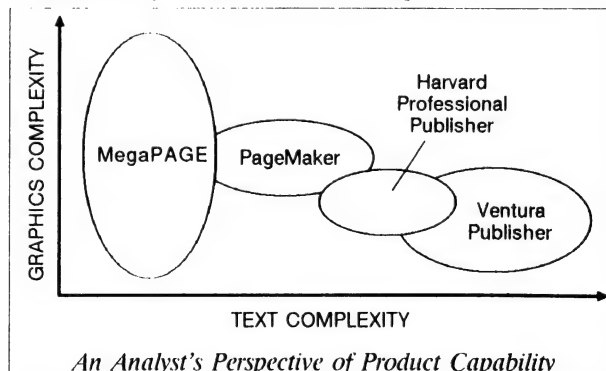 GRAPHICS COMPLEXITY
MegaPAGE
PageMaker
Harvard
Professional
Publisher
Ventura
Publisher
TEXT COMPLEXITY
An Analyst's Perspective of Product Capability